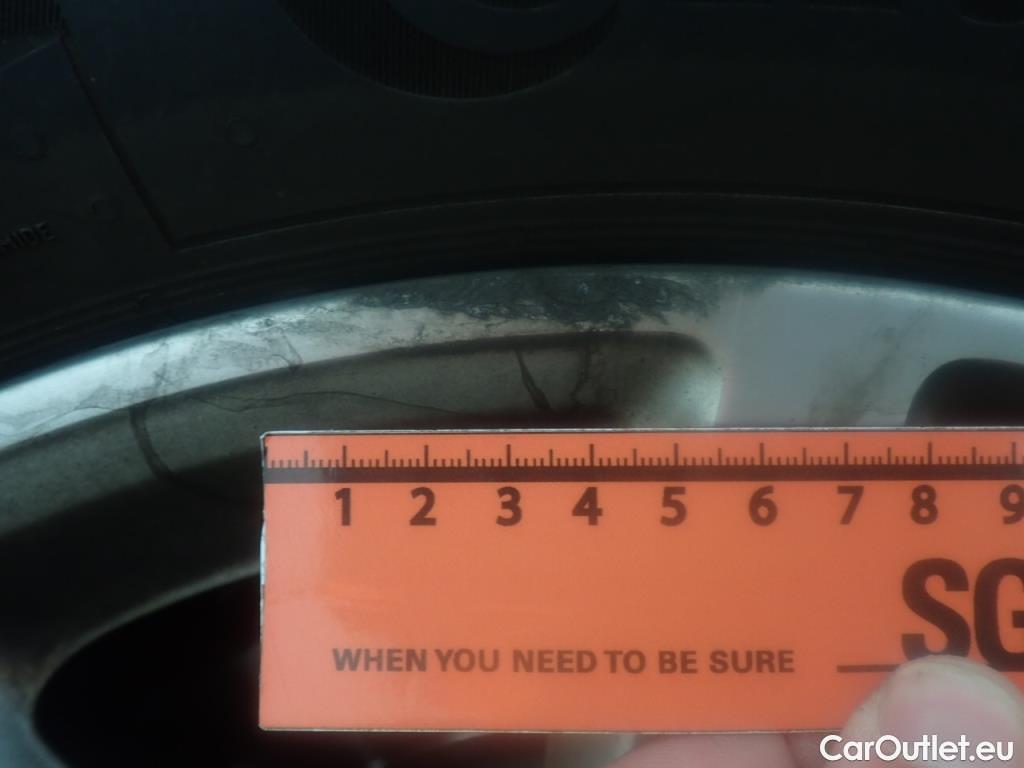 1 2 3 4 5 6 7 8 9
SG
WHEN YOU NEED TO BE SURE
CarOutlet.eu